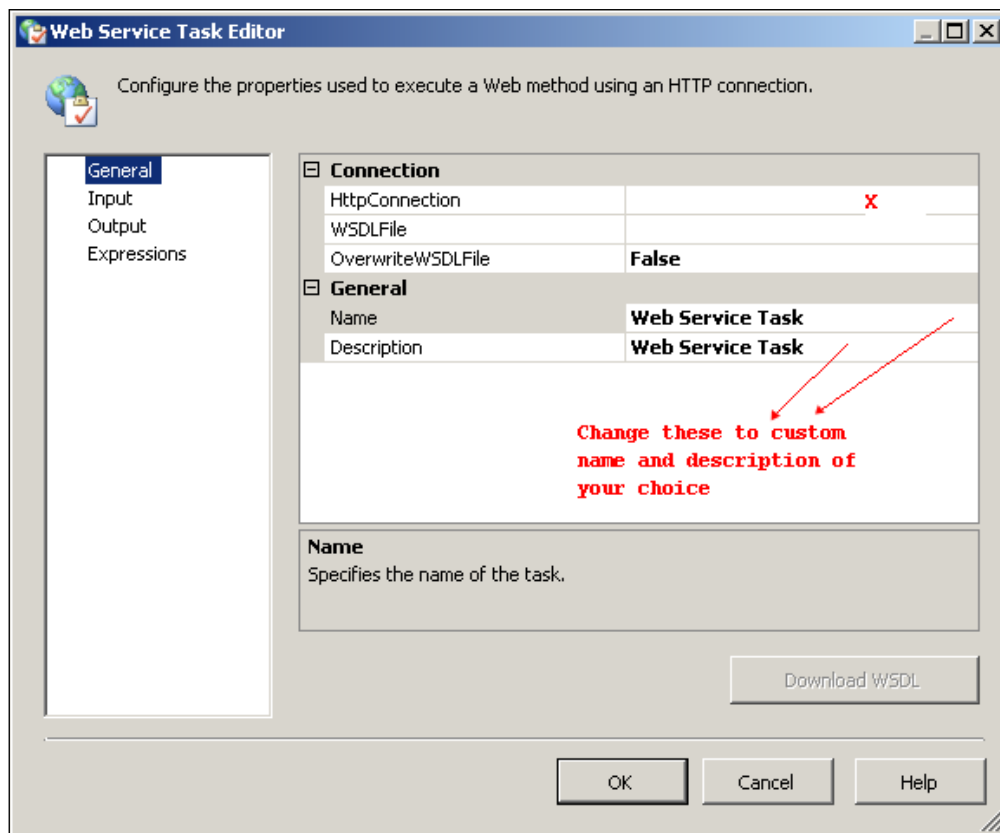 Web Service Task Editor
Configure the properties used to execute a Web method using an HTTP connection.
General
Input
Output
Expressions
Connection
HttpConnection X
WSDLFile
OverwriteWSDLFile False
General
Name Web Service Task
Description Web Service Task
Change these to custom
name and description of
your choice
Name
Specifies the name of the task.
Download WSDL
OK Cancel Help